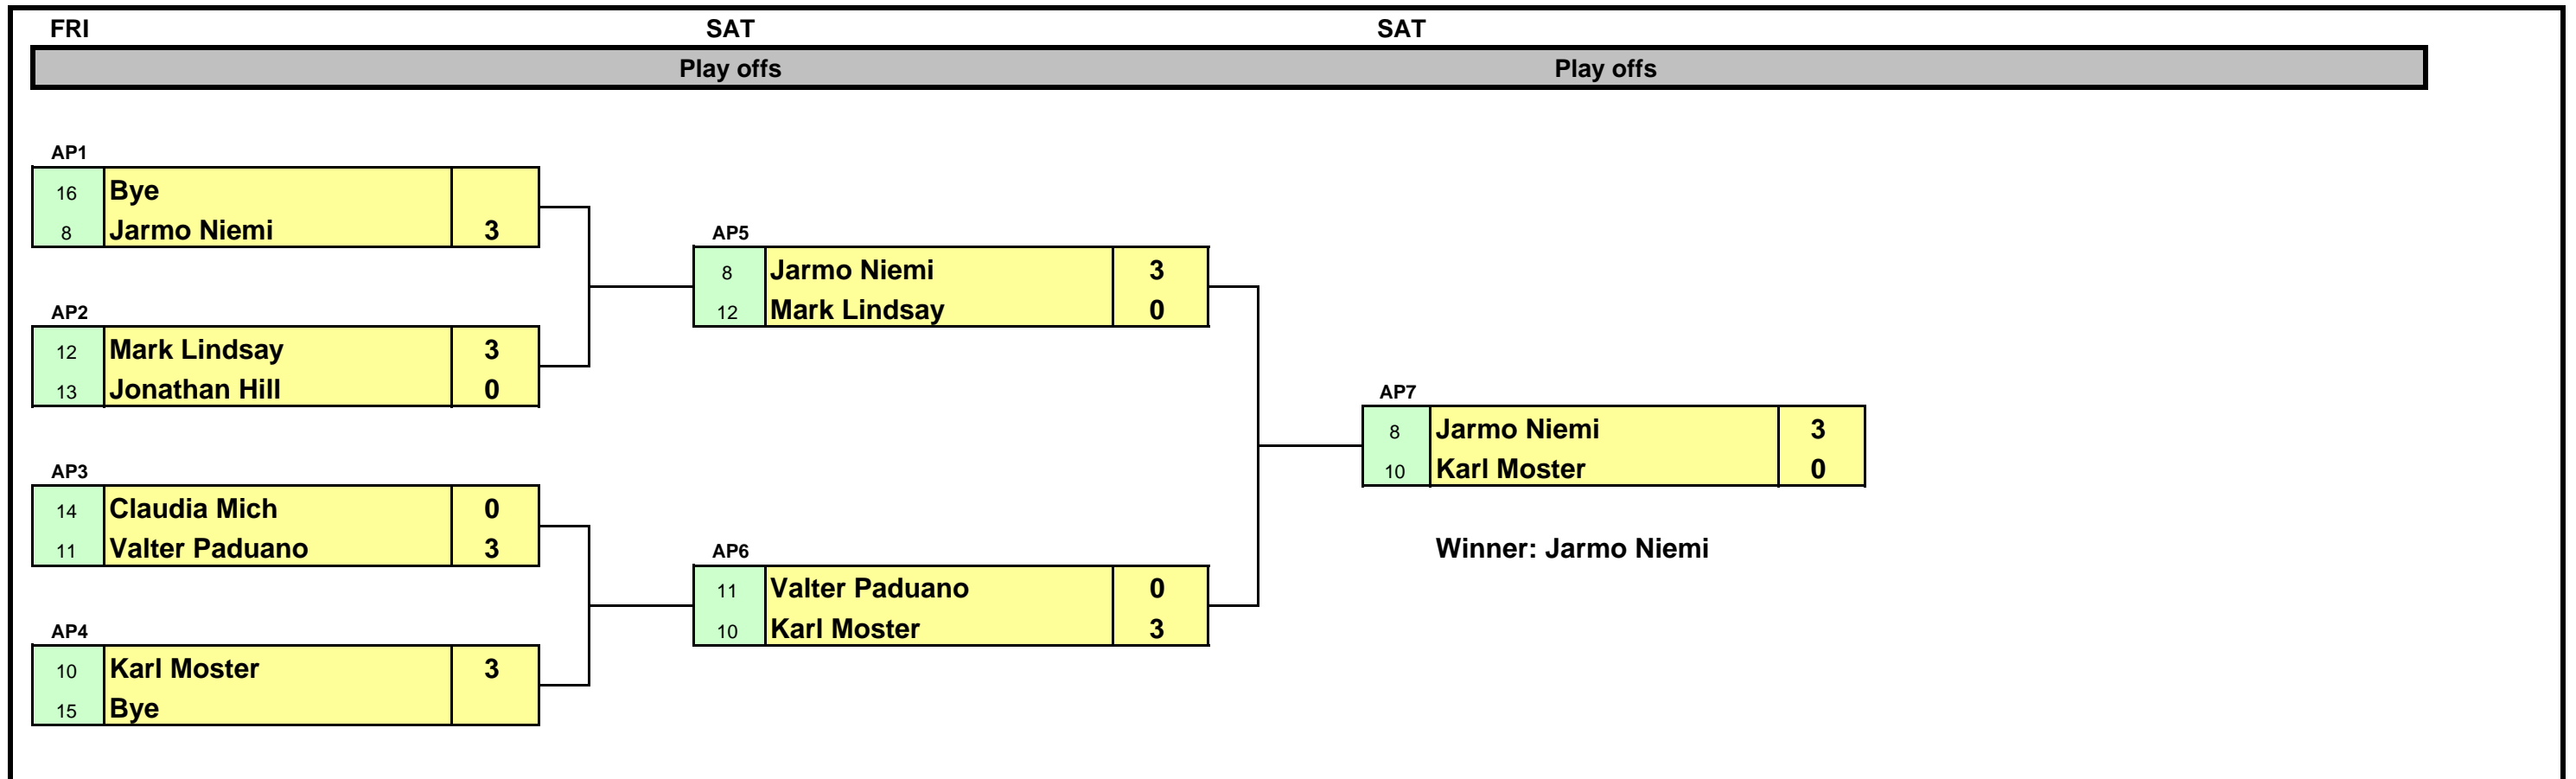 FRI SAT SAT
Play offs Play offs
AP1
16 Bye
8 Jarmo Niemi 3
AP2
12 Mark Lindsay 3
13 Jonathan Hill 0
AP3
14 Claudia Mich 0
11 Valter Paduano 3
AP4
10 Karl Moster 3
15 Bye
AP5
8 Jarmo Niemi 3
12 Mark Lindsay 0
AP6
11 Valter Paduano 0
10 Karl Moster 3
AP7
8 Jarmo Niemi 3
10 Karl Moster 0
Winner: Jarmo Niemi